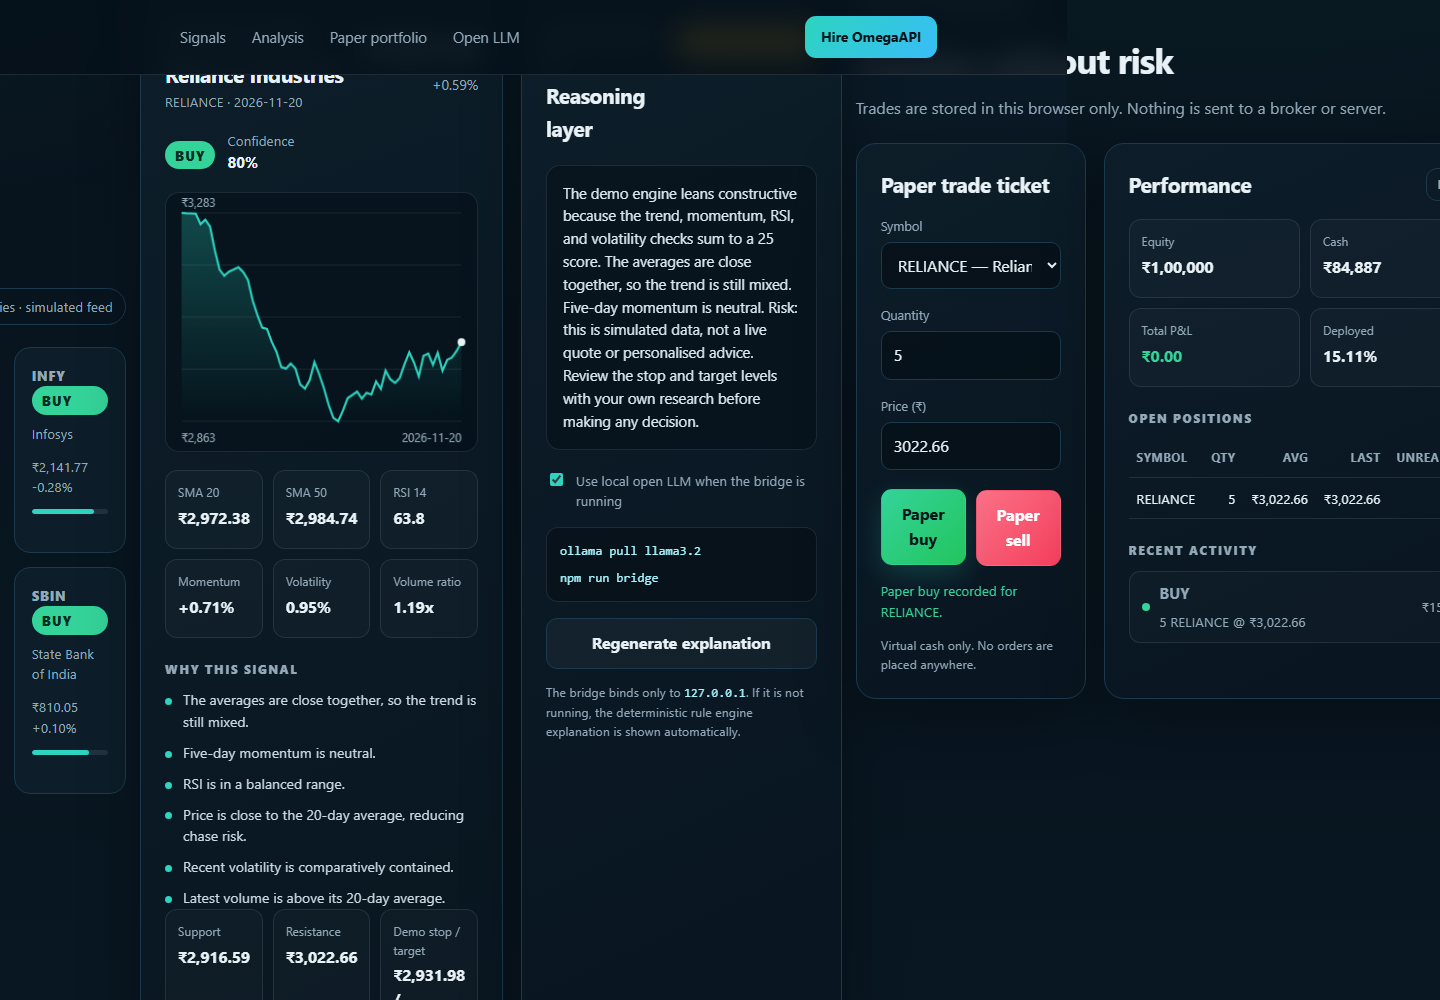 Signals
Analysis
Paper portfolio
Open LLM
Hire OmegaAPI
simulated feed
INFY
BUY
Infosys
₹2,141.77
-0.28%
SBIN
BUY
State Bank
of India
₹810.05
+0.10%
Reliance Industries
RELIANCE · 2026-11-20
+0.59%
BUY
Confidence
80%
₹3,283
₹2,863
2026-11-20
SMA 20
₹2,972.38
SMA 50
₹2,984.74
RSI 14
63.8
Momentum
+0.71%
Volatility
0.95%
Volume ratio
1.19x
WHY THIS SIGNAL
The averages are close together, so the trend is
still mixed.
Five-day momentum is neutral.
RSI is in a balanced range.
Price is close to the 20-day average, reducing
chase risk.
Recent volatility is comparatively contained.
Latest volume is above its 20-day average.
Support
₹2,916.59
Resistance
₹3,022.66
Demo stop /
target
₹2,931.98
/
Reasoning
layer
The demo engine leans constructive
because the trend, momentum, RSI,
and volatility checks sum to a 25
score. The averages are close
together, so the trend is still mixed.
Five-day momentum is neutral. Risk:
this is simulated data, not a live
quote or personalised advice.
Review the stop and target levels
with your own research before
making any decision.
Use local open LLM when the bridge is
running
ollama pull llama3.2
npm run bridge
Regenerate explanation
The bridge binds only to 127.0.0.1. If it is not
running, the deterministic rule engine
explanation is shown automatically.
out risk
Trades are stored in this browser only. Nothing is sent to a broker or server.
Paper trade ticket
Symbol
RELIANCE — Relian
Quantity
5
Price (₹)
3022.66
Paper
buy
Paper
sell
Paper buy recorded for
RELIANCE.
Virtual cash only. No orders are
placed anywhere.
Performance
Equity
₹1,00,000
Cash
₹84,887
Total P&L
₹0.00
Deployed
15.11%
OPEN POSITIONS
SYMBOL QTY AVG LAST UNREA
RELIANCE 5 ₹3,022.66 ₹3,022.66
RECENT ACTIVITY
BUY
5 RELIANCE @ ₹3,022.66
₹15